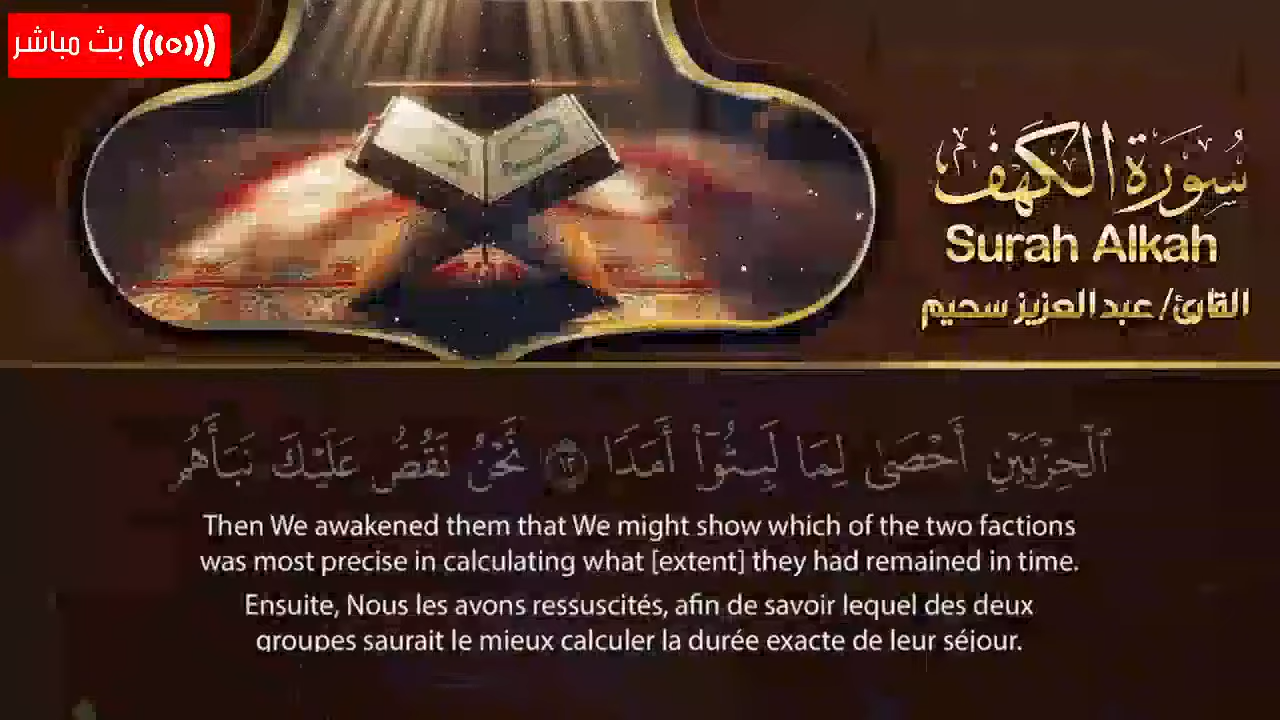 بث مباشر
سُورَة الكَهْف
Surah Alkah
القارئ/ عبد العزيز سحيم
ٱلْحِزْبَيْنِ أَحْصَىٰ لِمَا لَبِثُوٓا۟ أَمَدًا ١٢ نَّحْنُ نَقُصُّ عَلَيْكَ نَبَأَهُم
Then We awakened them that We might show which of the two factions
was most precise in calculating what [extent] they had remained in time.
Ensuite, Nous les avons ressuscités, afin de savoir lequel des deux
groupes saurait le mieux calculer la durée exacte de leur séjour.